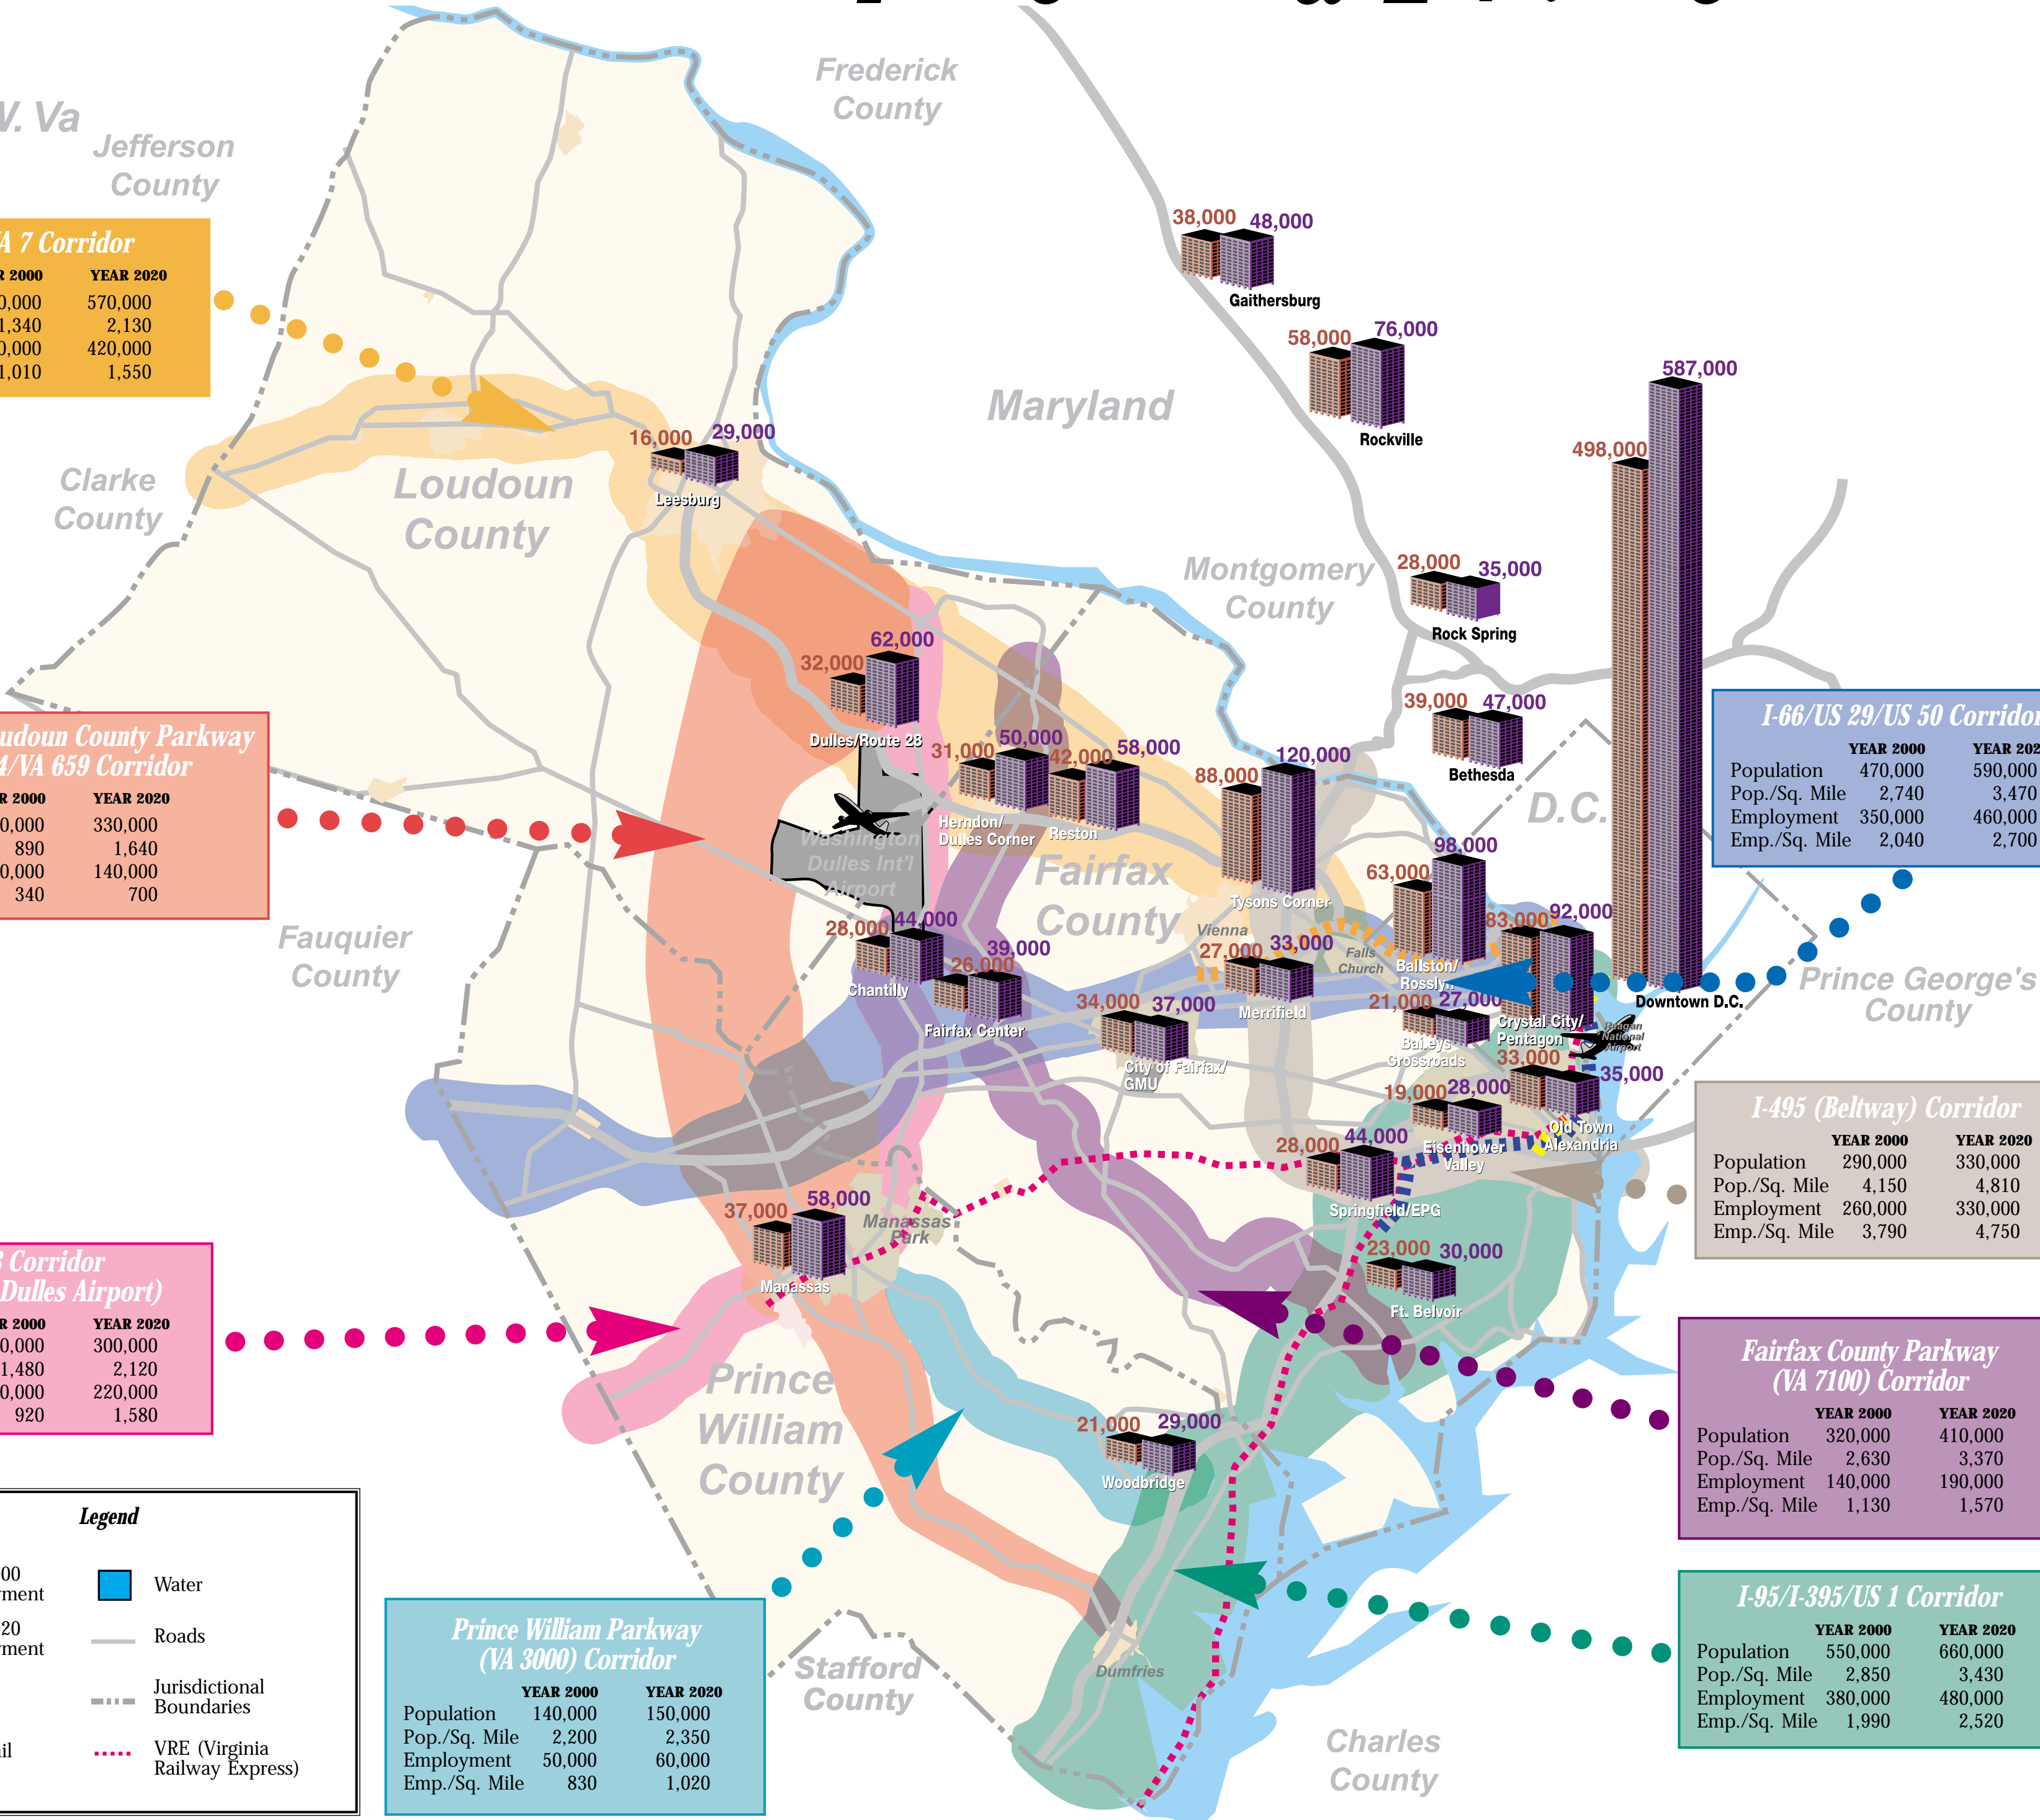 Frederick
County
W. Va
Jefferson
County
38,000
48,000
Gaithersburg
VA 7 Corridor
YEAR 2020
570,000
1,340
2,130
420,000
1,010
1,550
58,000
76,000
Rockville
587,000
498,000
Maryland
16,000
29,000
Leesburg
Clarke
County
Loudoun
County
Montgomery
County
28,000
35,000
Rock Spring
62,000
32,000
Dulles/Route 28
39,000
47,000
Bethesda
D.C.
I-66/US 29/US 50 Corridor
YEAR 2000
Population 470,000 590,000
Pop./Sq. Mile 2,740 3,470
Employment 350,000 460,000
Emp./Sq. Mile 2,040 2,700
County Parkway
/VA 659 Corridor
YEAR 2020
330,000
890 1,640
140,000
340 700
31,000
50,000
42,000
58,000
Herndon/
Dulles Corner
Reston
88,000
120,000
Tysons Corner
Washington
Dulles Int'l
Airport
Fairfax
County
98,000
63,000
Ballston/
Rosslyn
83,000
92,000
Crystal City/
Pentagon
Downtown D.C.
Reagan
National
Airport
Prince George's
County
Fauquier
County
28,000
44,000
Chantilly
26,000
39,000
Fairfax Center
Vienna
27,000
33,000
Merrifield
Falls
Church
34,000
37,000
City of Fairfax/
GMU
21,000
27,000
Baileys
Crossroads
33,000
35,000
Old Town
Alexandria
19,000
28,000
Eisenhower
Valley
28,000
44,000
Springfield/EPG
I-495 (Beltway) Corridor
YEAR 2000 YEAR 2020
Population 290,000 330,000
Pop./Sq. Mile 4,150 4,810
Employment 260,000 330,000
Emp./Sq. Mile 3,790 4,750
37,000
58,000
Manassas
Manassas
Park
23,000
30,000
Ft. Belvoir
Corridor
Dulles Airport)
YEAR 2020
300,000
1,480 2,120
220,000
920 1,580
Prince
William
County
21,000
29,000
Woodbridge
Fairfax County Parkway
(VA 7100) Corridor
YEAR 2000 YEAR 2020
Population 320,000 410,000
Pop./Sq. Mile 2,630 3,370
Employment 140,000 190,000
Emp./Sq. Mile 1,130 1,570
Legend
Water
Roads
Jurisdictional
Boundaries
VRE (Virginia
Railway Express)
Prince William Parkway
(VA 3000) Corridor
YEAR 2000 YEAR 2020
Population 140,000 150,000
Pop./Sq. Mile 2,200 2,350
Employment 50,000 60,000
Emp./Sq. Mile 830 1,020
Stafford
County
Dumfries
Charles
County
I-95/I-395/US 1 Corridor
YEAR 2000 YEAR 2020
Population 550,000 660,000
Pop./Sq. Mile 2,850 3,430
Employment 380,000 480,000
Emp./Sq. Mile 1,990 2,520